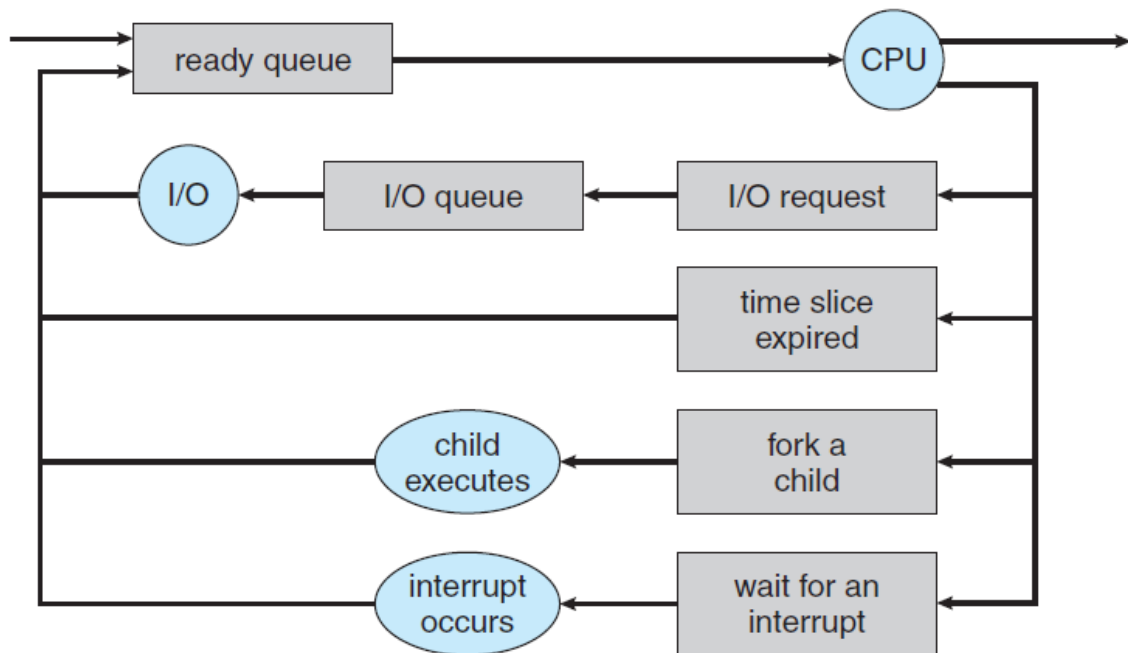 ready queue
CPU
I/O
I/O queue
I/O request
time slice
expired
child
executes
fork a
child
interrupt
occurs
wait for an
interrupt